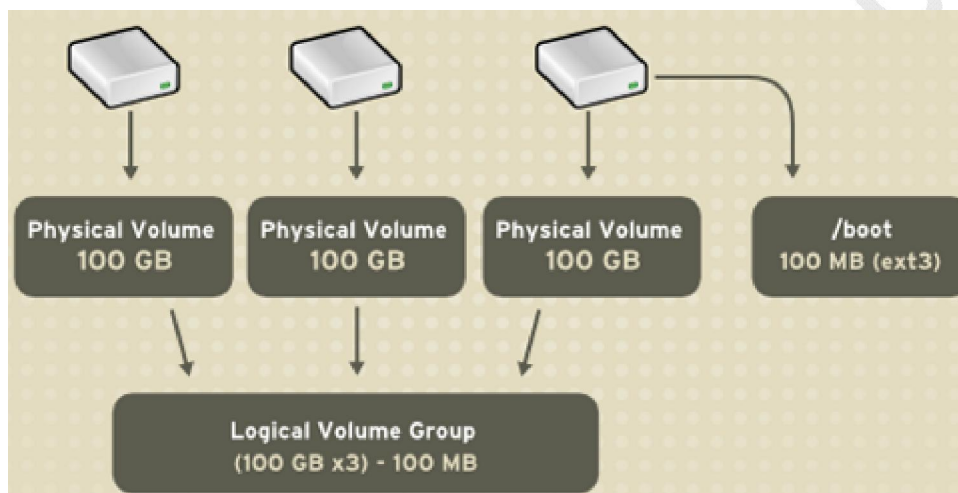 Physical Volume
100 GB
Physical Volume
100 GB
Physical Volume
100 GB
/boot
100 MB (ext3)
Logical Volume Group
(100 GB x3) - 100 MB